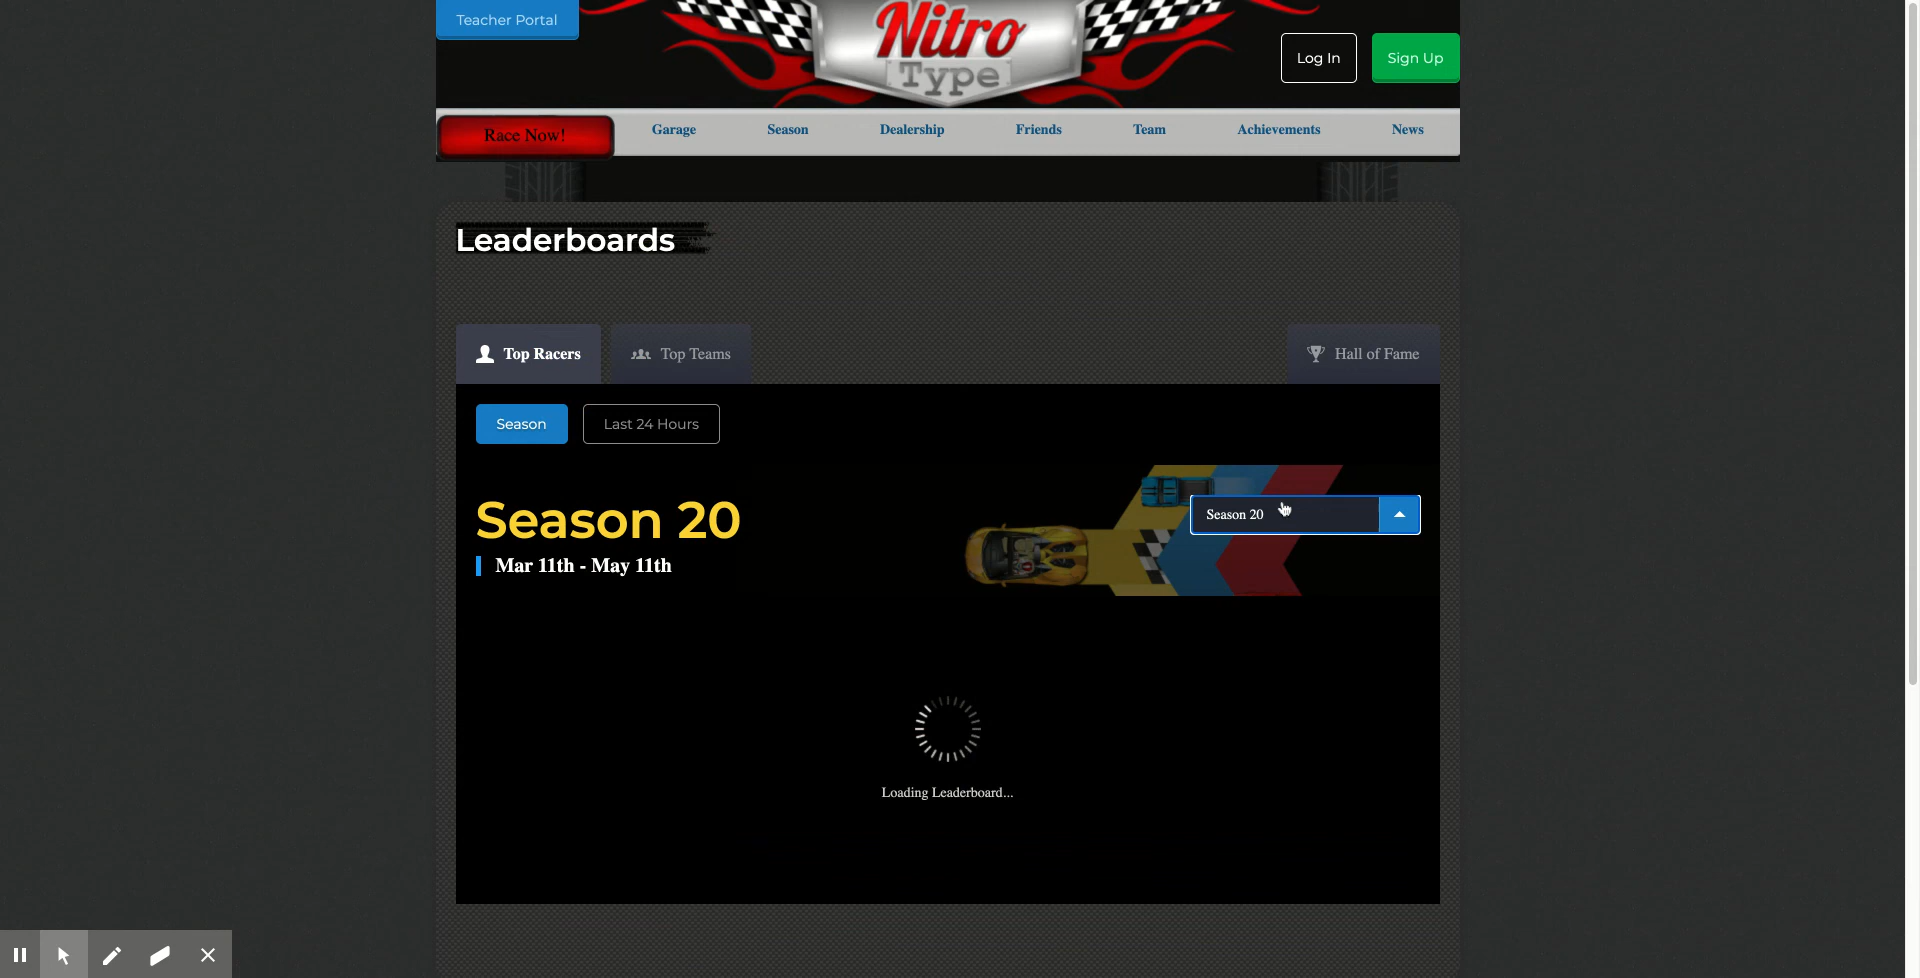 Teacher Portal
Nitro
Type
Log In
Sign Up
Race Now!
Garage
Season
Dealership
Friends
Team
Achievements
News
Leaderboards
Top Racers
Top Teams
Hall of Fame
Season
Last 24 Hours
Season 20
Season 20
Mar 11th - May 11th
Loading Leaderboard...